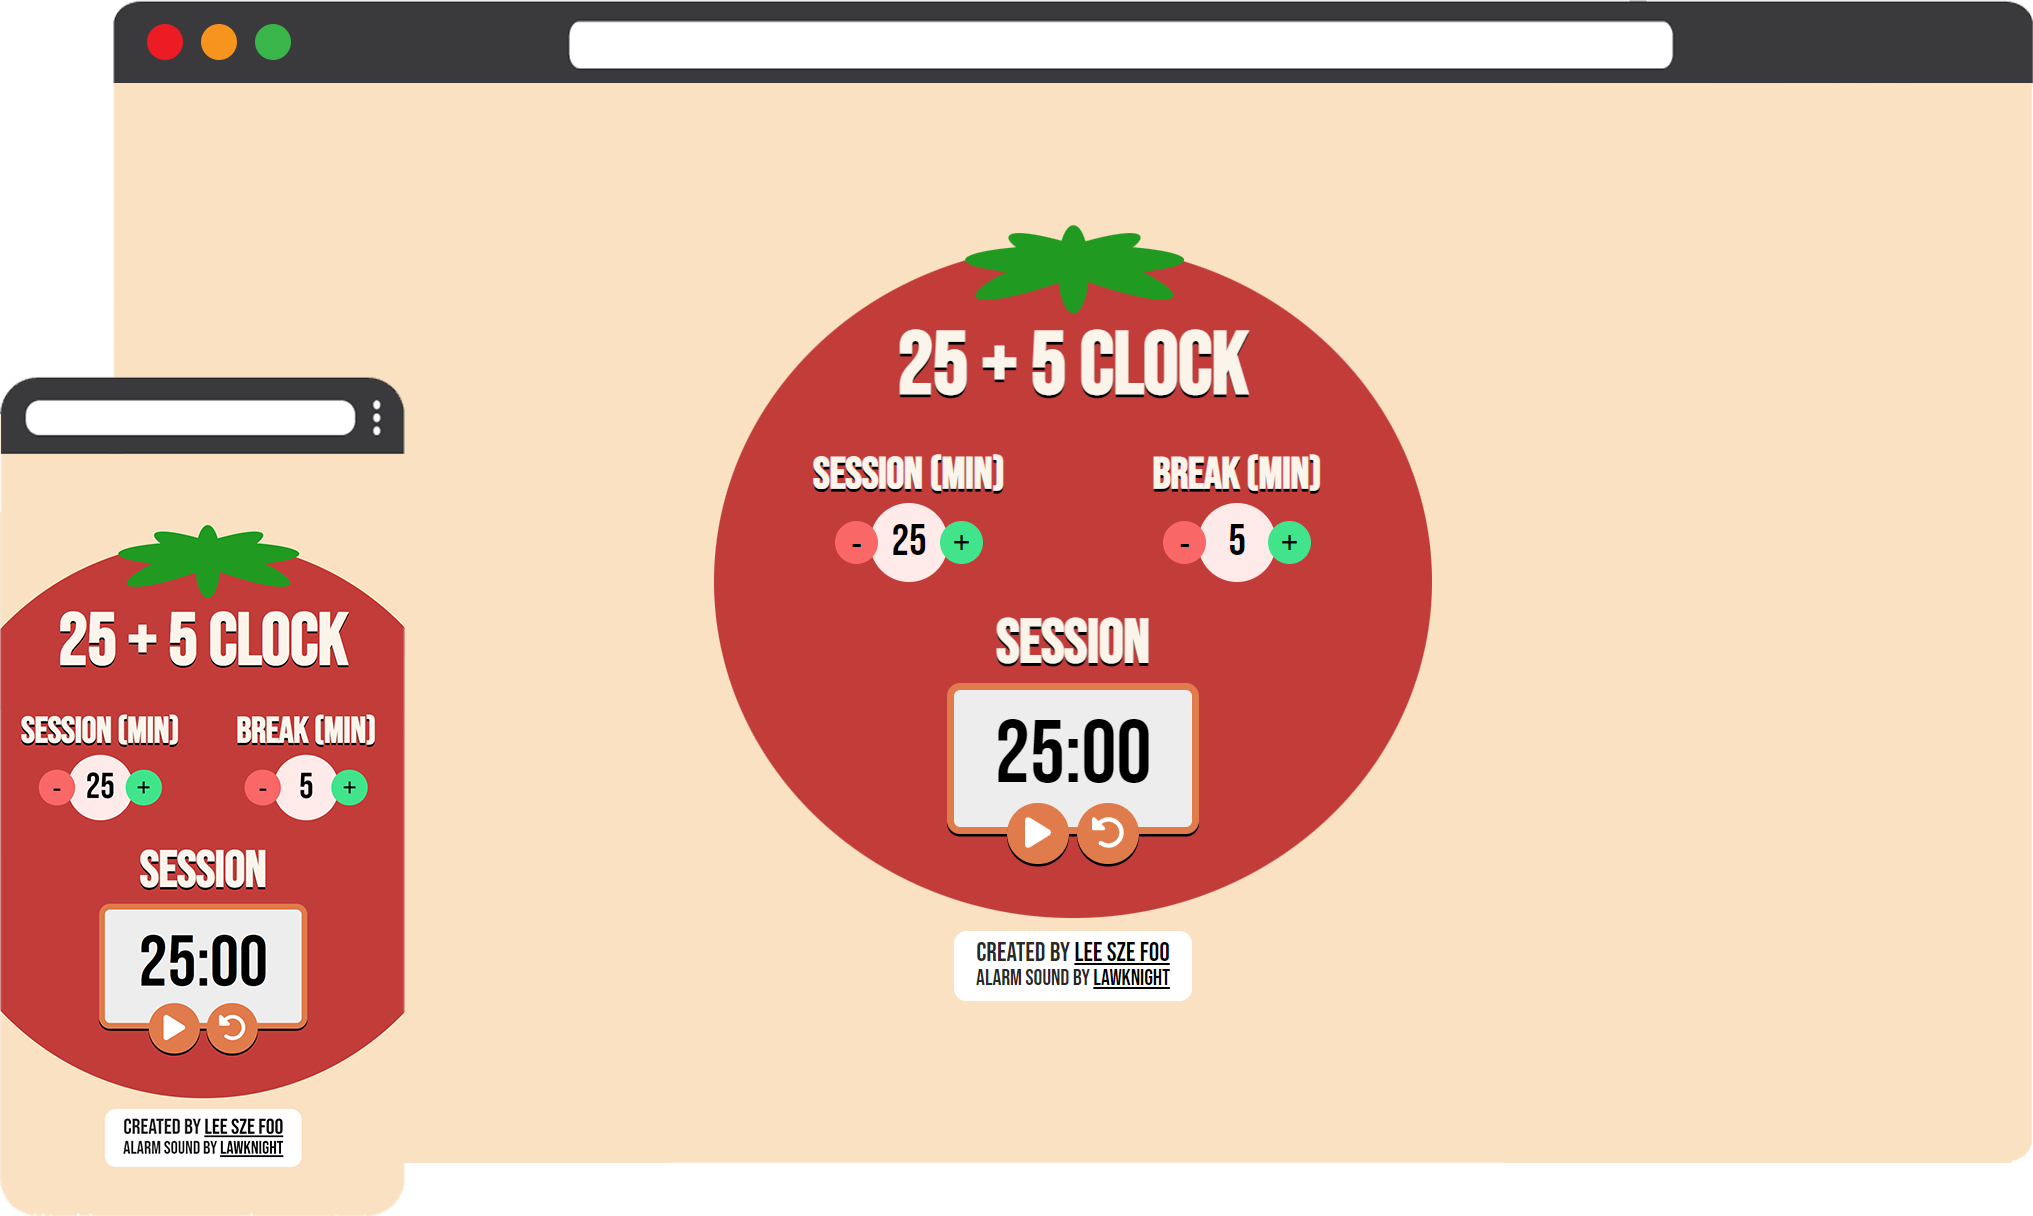 25 + 5 CLOCK
SESSION (MIN)
- 25 +
BREAK (MIN)
- 5 +
SESSION
25:00
CREATED BY LEE SZE FOO
ALARM SOUND BY LAWKNIGHT
25 + 5 CLOCK
SESSION (MIN)
- 25 +
BREAK (MIN)
- 5 +
SESSION
25:00
CREATED BY LEE SZE FOO
ALARM SOUND BY LAWKNIGHT